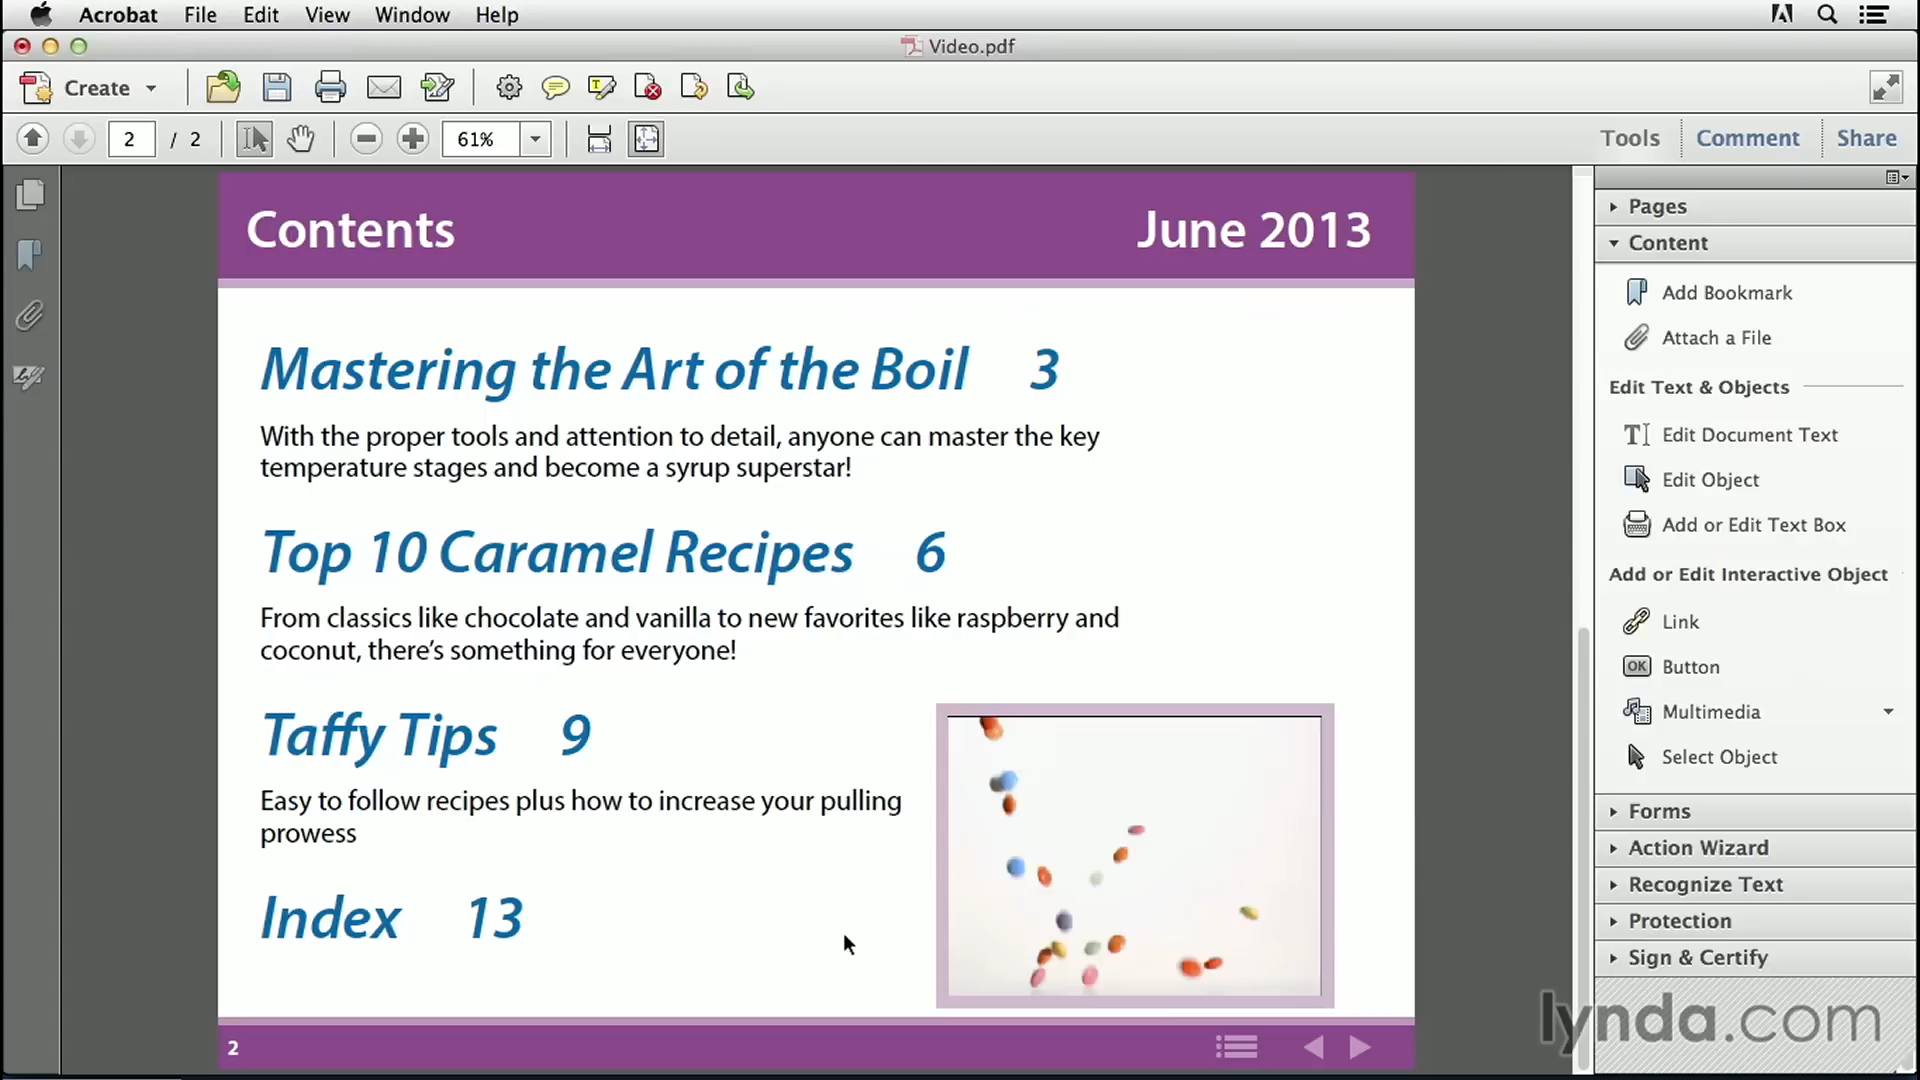 Acrobat File Edit View Window Help
Video.pdf
Create
2 / 2 61% Tools Comment Share
Contents June 2013
Mastering the Art of the Boil 3
With the proper tools and attention to detail, anyone can master the key
temperature stages and become a syrup superstar!
Top 10 Caramel Recipes 6
From classics like chocolate and vanilla to new favorites like raspberry and
coconut, there’s something for everyone!
Taffy Tips 9
Easy to follow recipes plus how to increase your pulling
prowess
Index 13
2
Pages
Content
Add Bookmark
Attach a File
Edit Text & Objects
Edit Document Text
Edit Object
Add or Edit Text Box
Add or Edit Interactive Object
Link
OK Button
Multimedia
Select Object
Forms
Action Wizard
Recognize Text
Protection
Sign & Certify
lynda.com